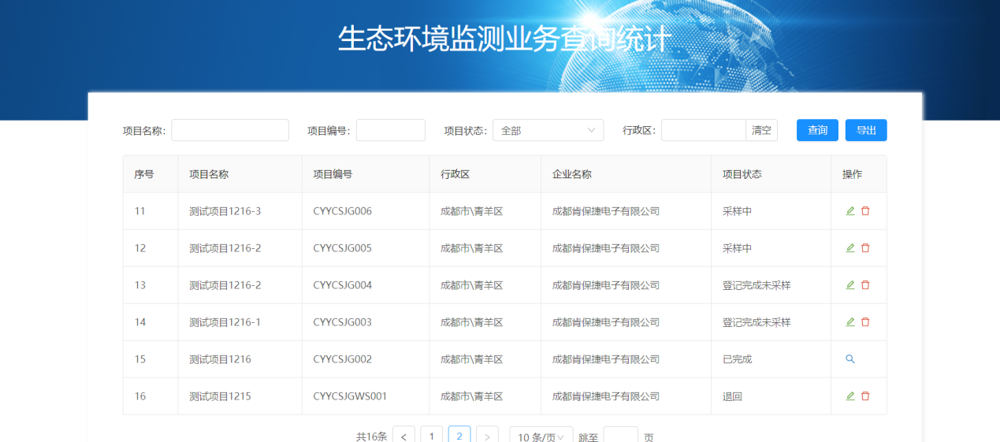 生态环境监测业务查询统计
项目名称： 项目编号： 项目状态： 全部 行政区： 清空 查询 导出
序号 项目名称 项目编号 行政区 企业名称 项目状态 操作
11 测试项目1216-3 CYYCSJG006 成都市\青羊区 成都肯保捷电子有限公司 采样中
12 测试项目1216-2 CYYCSJG005 成都市\青羊区 成都肯保捷电子有限公司 采样中
13 测试项目1216-2 CYYCSJG004 成都市\青羊区 成都肯保捷电子有限公司 登记完成未采样
14 测试项目1216-1 CYYCSJG003 成都市\青羊区 成都肯保捷电子有限公司 登记完成未采样
15 测试项目1216 CYYCSJG002 成都市\青羊区 成都肯保捷电子有限公司 已完成
16 测试项目1215 CYYCSJGWS001 成都市\青羊区 成都肯保捷电子有限公司 退回
共16条 < 1 2 > 10 条/页 跳至 页